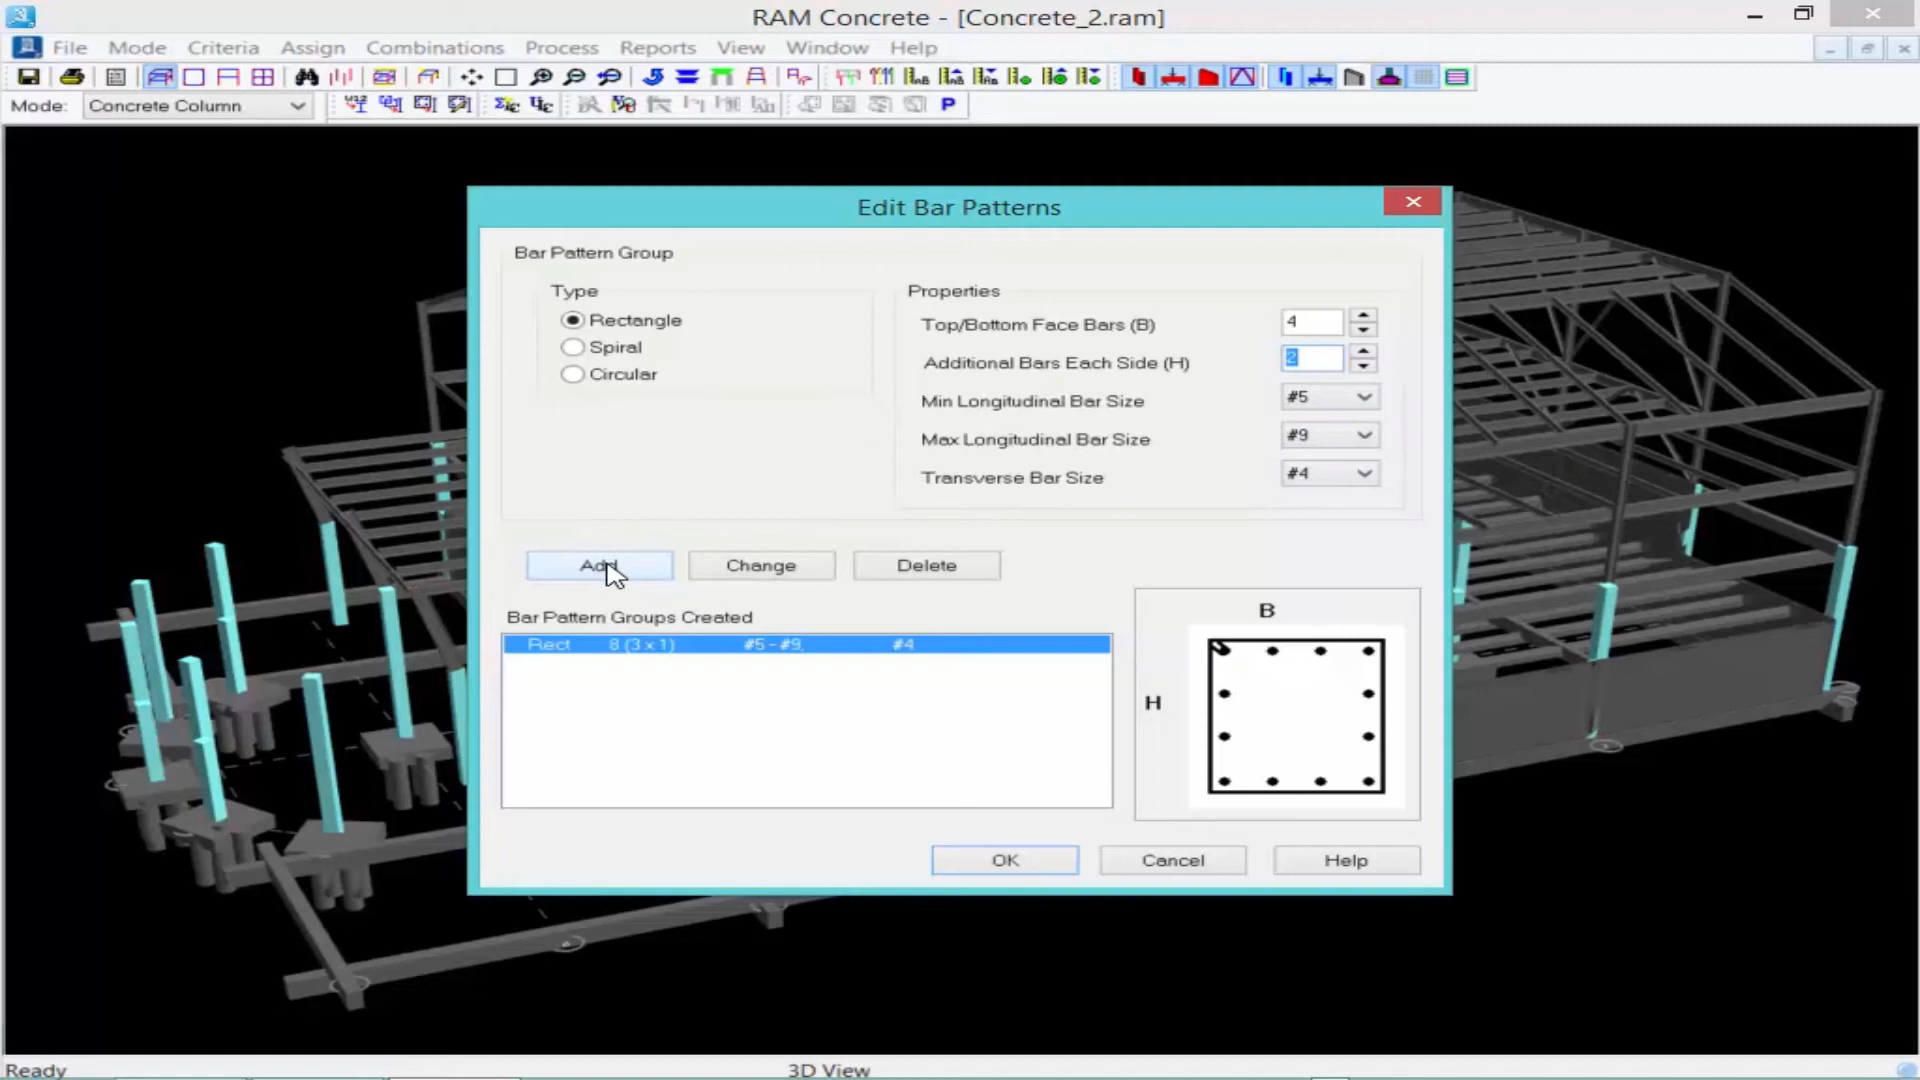 RAM Concrete - [Concrete_2.ram]
File Mode Criteria Assign Combinations Process Reports View Window Help
Mode: Concrete Column
P
Edit Bar Patterns
Bar Pattern Group
Type
Rectangle
Spiral
Circular
Properties
Top/Bottom Face Bars (B) 4
Additional Bars Each Side (H) 2
Min Longitudinal Bar Size #5
Max Longitudinal Bar Size #9
Transverse Bar Size #4
Add Change Delete
Bar Pattern Groups Created
Rect 8 (3 x 1) #5 - #9, #4
B
H
OK Cancel Help
Ready 3D View